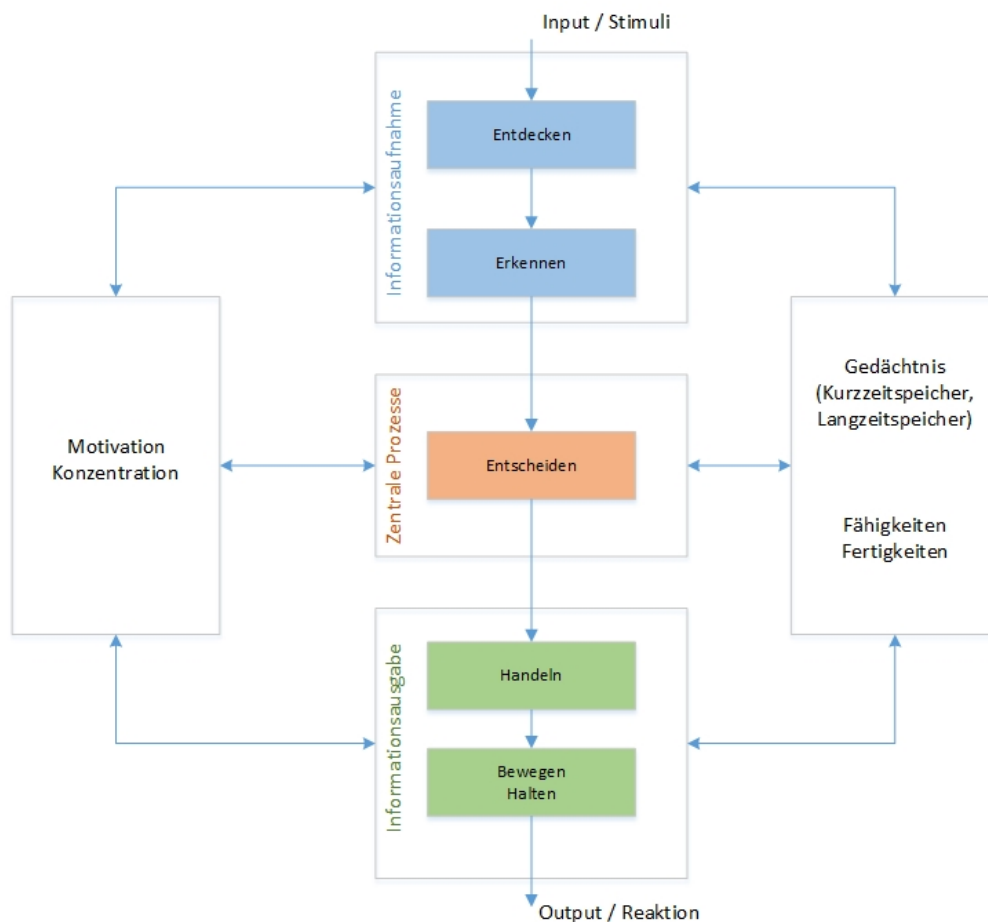 Input / Stimuli
Informationsaufnahme
Entdecken
Erkennen
Motivation
Konzentration
Zentrale Prozesse
Entscheiden
Gedächtnis
(Kurzzeitspeicher,
Langzeitspeicher)
Fähigkeiten
Fertigkeiten
Informationsausgabe
Handeln
Bewegen
Halten
Output / Reaktion